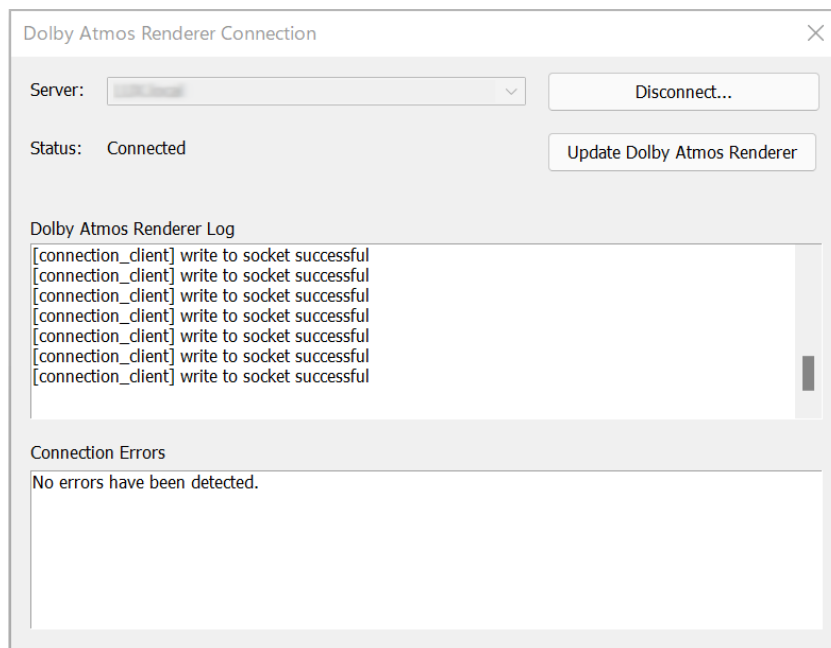 Dolby Atmos Renderer Connection
Server:
Disconnect...
Status: Connected
Update Dolby Atmos Renderer
Dolby Atmos Renderer Log
[connection_client] write to socket successful
[connection_client] write to socket successful
[connection_client] write to socket successful
[connection_client] write to socket successful
[connection_client] write to socket successful
[connection_client] write to socket successful
[connection_client] write to socket successful
Connection Errors
No errors have been detected.